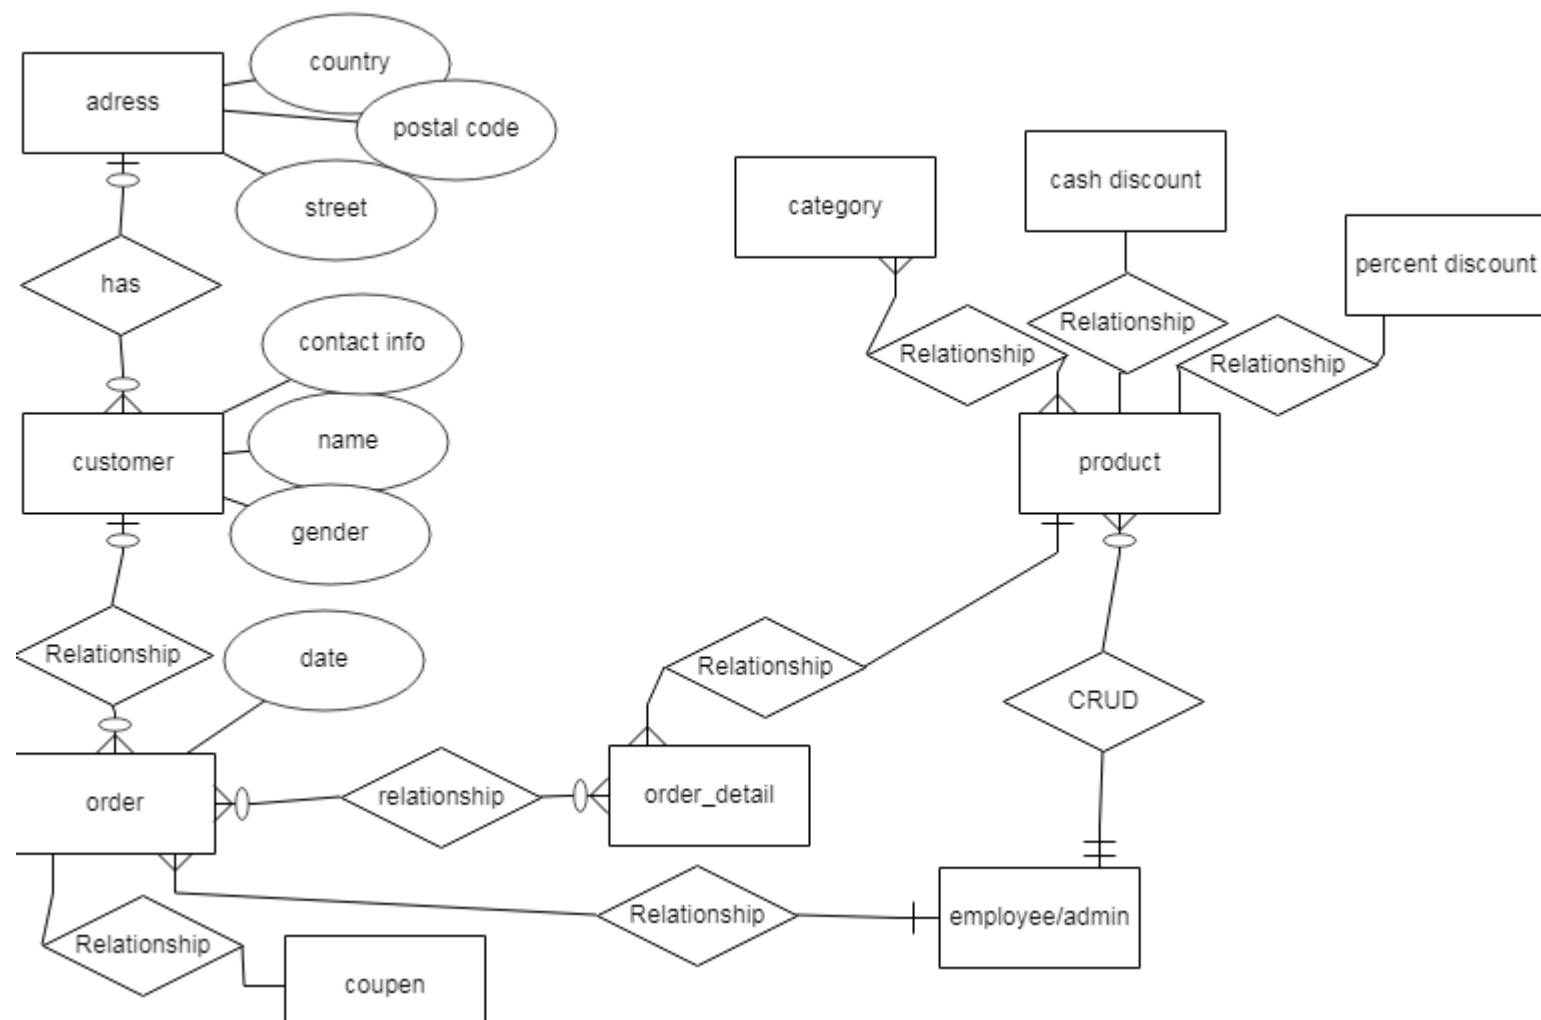 country
adress
postal code
street
cash discount
category
percent discount
has
Relationship
contact info
Relationship
Relationship
name
customer
product
gender
Relationship
date
Relationship
CRUD
order
relationship
order_detail
Relationship
employee/admin
Relationship
coupen